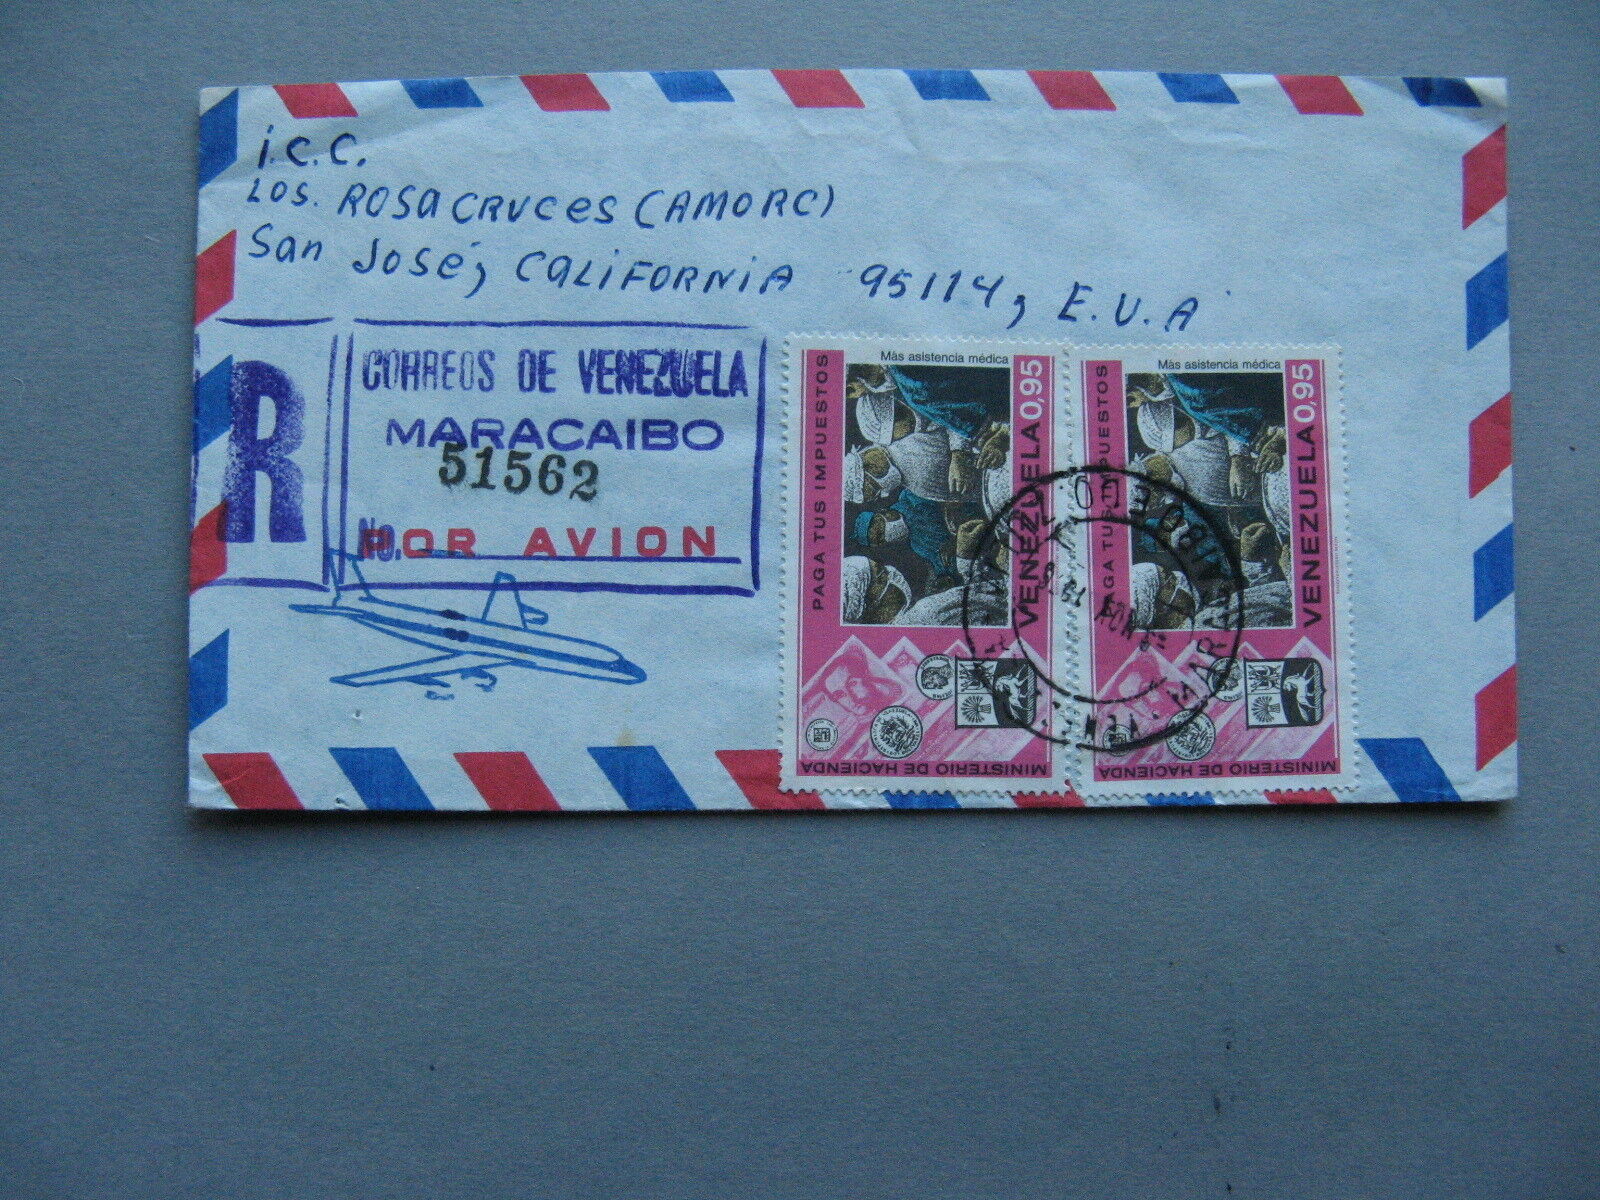 i.C.C.
LOS. ROSACRUCES (AMORC)
San José, CALIFORNIA 95114, E.U.A
R
CORREOS DE VENEZUELA
MARACAIBO
51562
No.
POR AVION
PAGA TUS IMPUESTOS
Más asistencia médica
VENEZUELA 0,95
MINISTERIO DE HACIENDA
PAGA TUS IMPUESTOS
Más asistencia médica
VENEZUELA 0,95
MINISTERIO DE HACIENDA
NOV